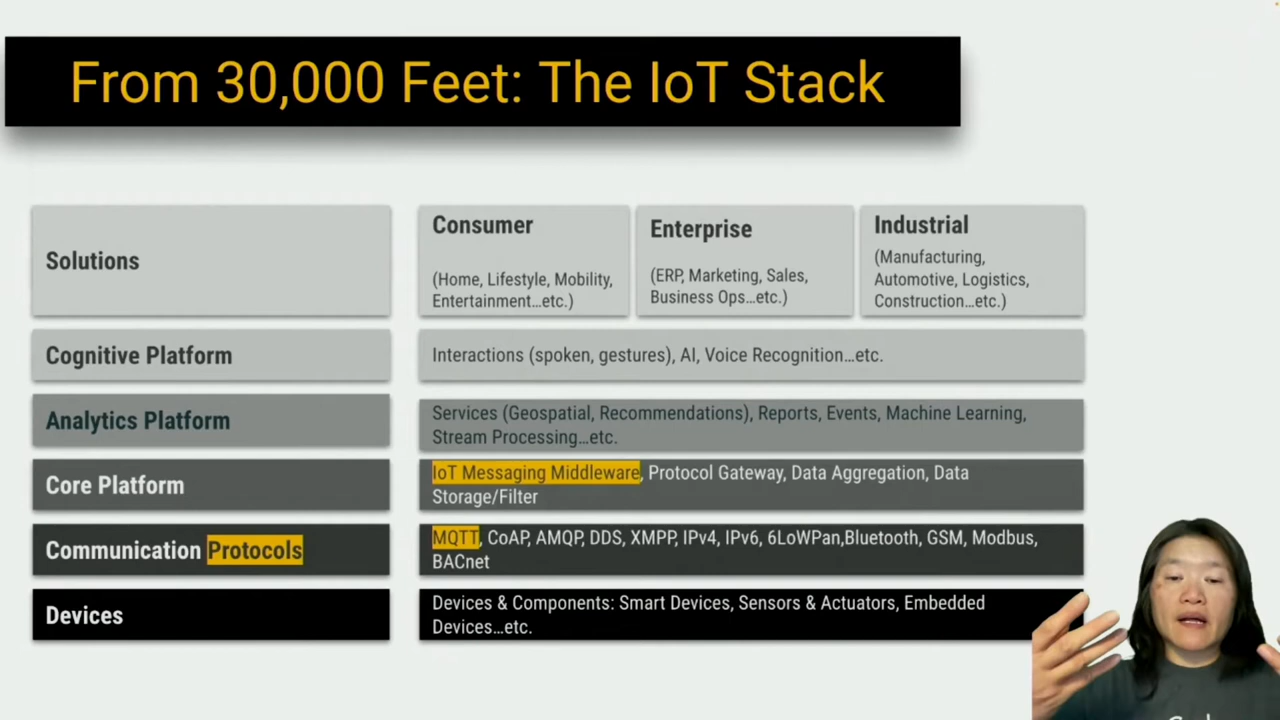 From 30,000 Feet: The IoT Stack
Solutions
Consumer
(Home, Lifestyle, Mobility,
Entertainment...etc.)
Enterprise
(ERP, Marketing, Sales,
Business Ops...etc.)
Industrial
(Manufacturing,
Automotive, Logistics,
Construction...etc.)
Cognitive Platform
Interactions (spoken, gestures), AI, Voice Recognition...etc.
Analytics Platform
Services (Geospatial, Recommendations), Reports, Events, Machine Learning,
Stream Processing...etc.
Core Platform
IoT Messaging Middleware, Protocol Gateway, Data Aggregation, Data
Storage/Filter
Communication Protocols
MQTT, CoAP, AMQP, DDS, XMPP, IPv4, IPv6, 6LoWPan,Bluetooth, GSM, Modbus,
BACnet
Devices
Devices & Components: Smart Devices, Sensors & Actuators, Embedded
Devices...etc.